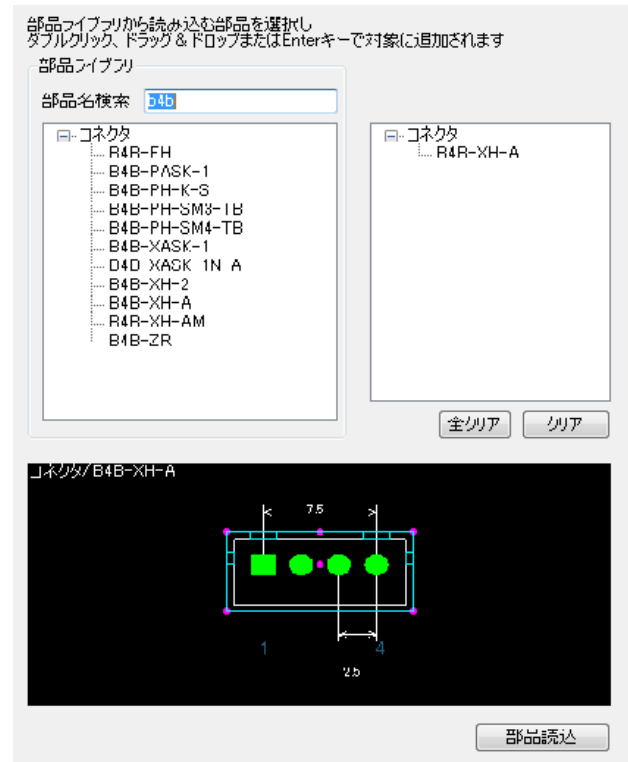 部品ライブラリから読み込む部品を選択し
ダブルクリック、ドラッグ&ドロップまたはEnterキーで対象に追加されます
部品ライブラリ
部品名検索 b4b
コネクタ
B4B-EH
B4B-PASK-1
B4B-PH-K-S
B4B-PH-SM3-TB
B4B-PH-SM4-TB
B4B-XASK-1
B4B-XASK-1N-A
B4B-XH-2
B4B-XH-A
B4B-XH-AM
B4B-ZR
コネクタ
B4B-XH-A
全クリア クリア
コネクタ/B4B-XH-A
7.5
1 4
2.5
部品読込